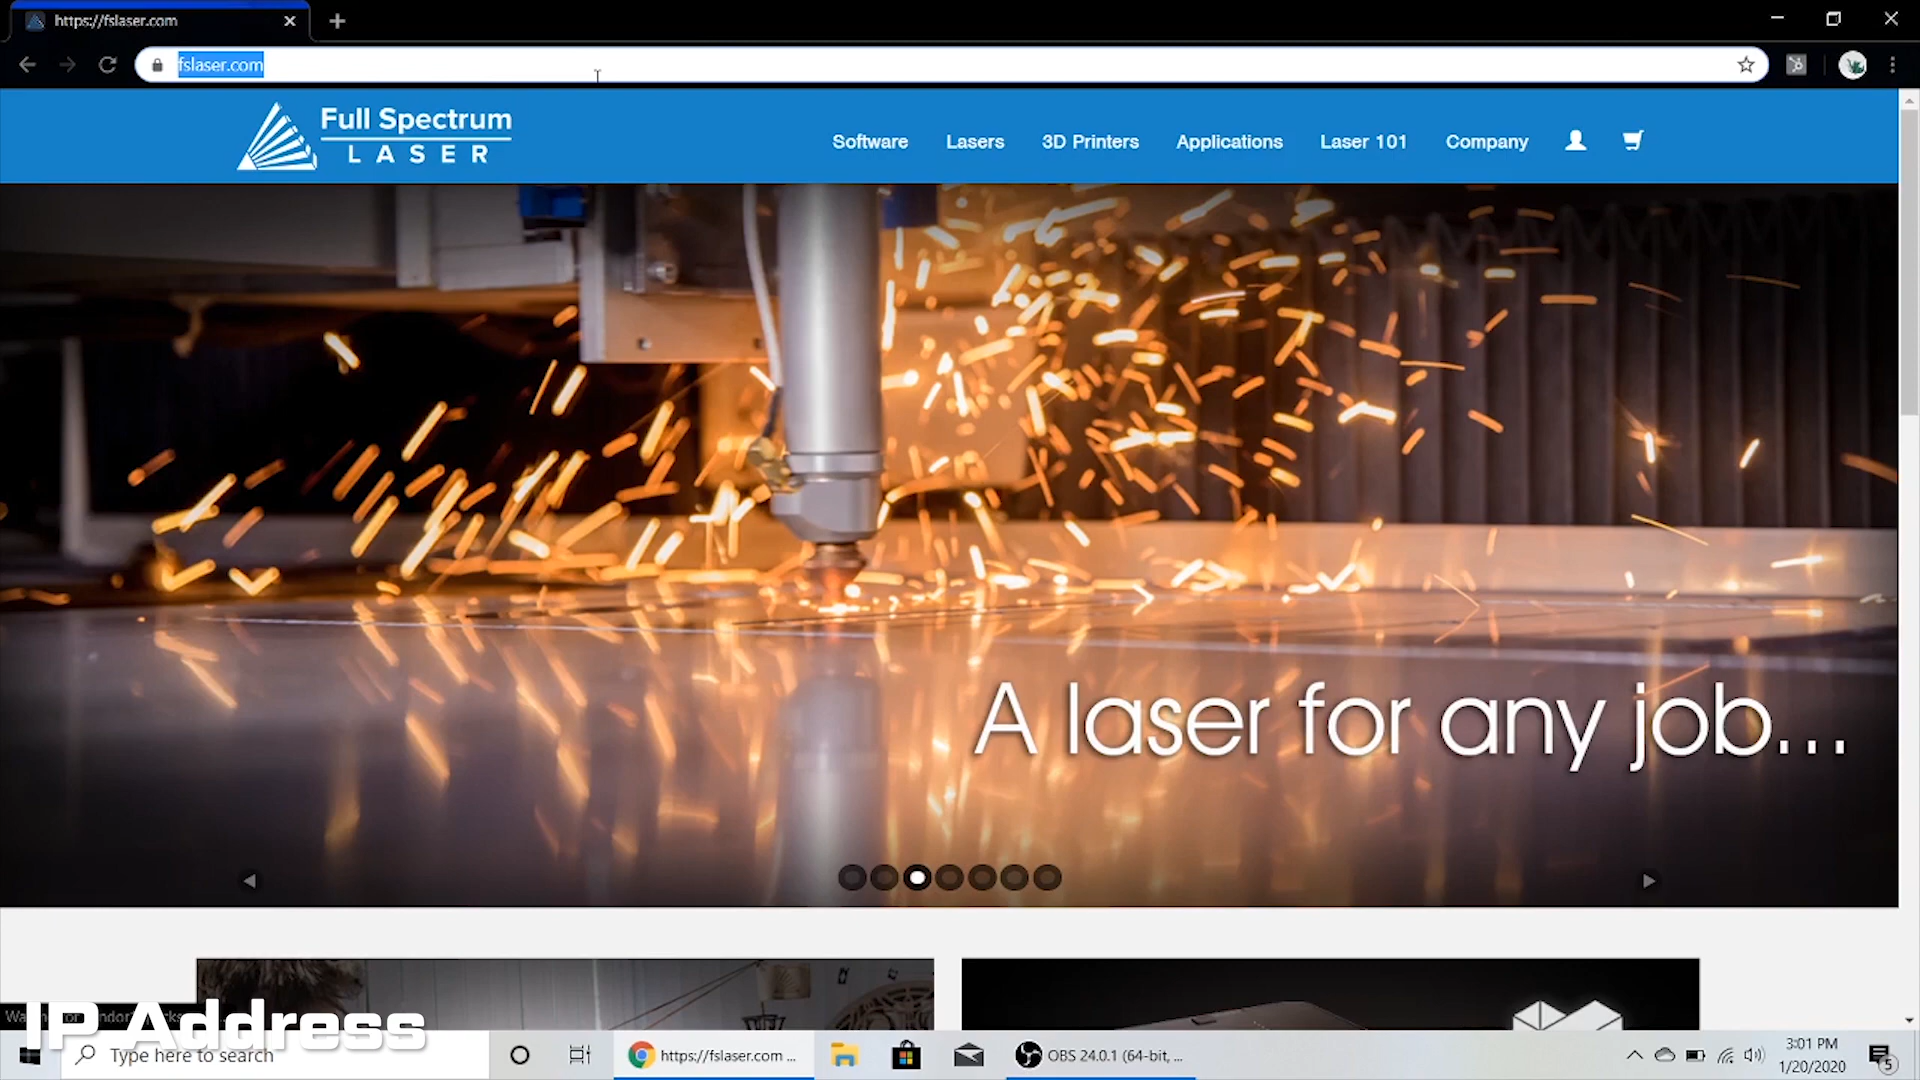 https://fslaser.com
fslaser.com
Full Spectrum
LASER
Software
Lasers
3D Printers
Applications
Laser 101
Company
A laser for any job...
IP Address
Type here to search
https://fslaser.com ...
OBS 24.0.1 (64-bit, ...
3:01 PM
1/20/2020
5